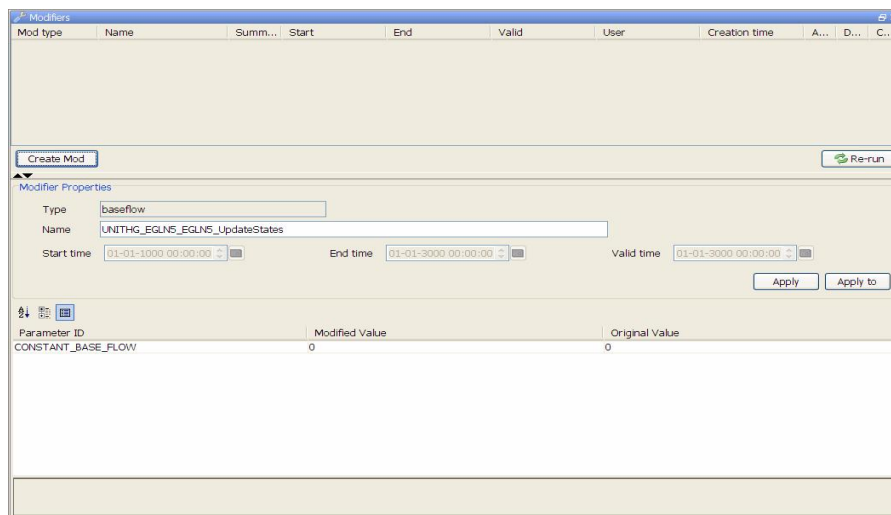 Modifiers
Mod type Name Summ... Start End Valid User Creation time A... D... C...
Create Mod Re-run
Modifier Properties
Type baseflow
Name UNITHG_EGLN5_EGLN5_UpdateStates
Start time 01-01-1000 00:00:00 End time 01-01-3000 00:00:00 Valid time 01-01-3000 00:00:00
Apply Apply to
Parameter ID Modified Value Original Value
CONSTANT_BASE_FLOW 0 0